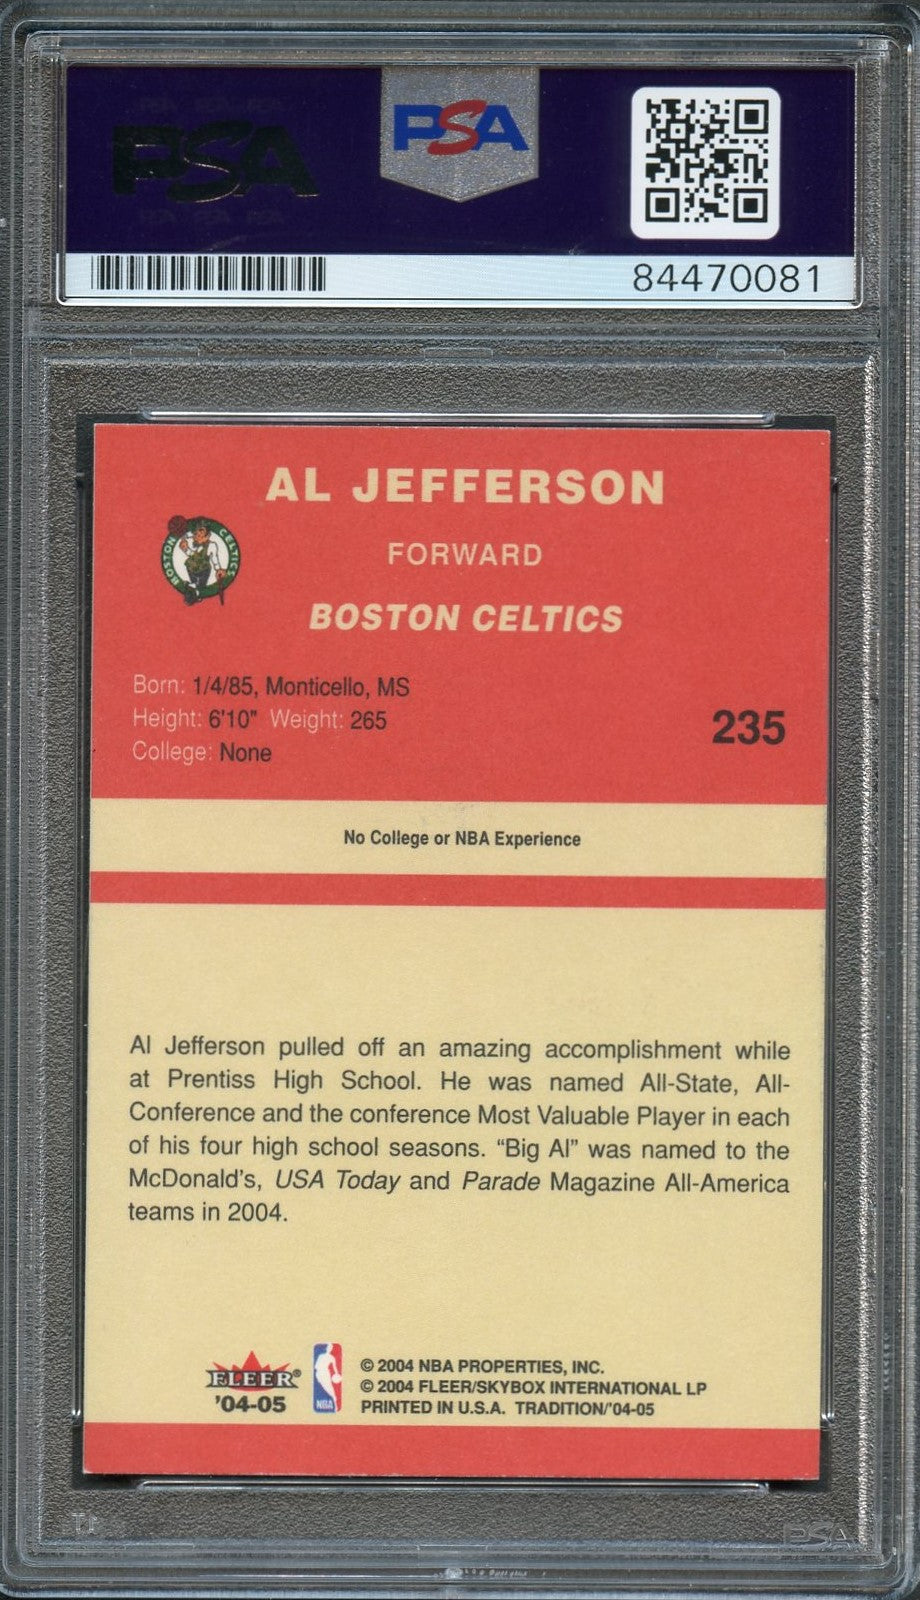 PSA
PSA
84470081
AL JEFFERSON
BOSTON CELTICS
FORWARD
BOSTON CELTICS
Born: 1/4/85, Monticello, MS
Height: 6'10" Weight: 265
College: None
235
No College or NBA Experience
Al Jefferson pulled off an amazing accomplishment while
at Prentiss High School. He was named All-State, All-
Conference and the conference Most Valuable Player in each
of his four high school seasons. “Big Al” was named to the
McDonald's, USA Today and Parade Magazine All-America
teams in 2004.
FLEER®
'04-05
NBA
© 2004 NBA PROPERTIES, INC.
© 2004 FLEER/SKYBOX INTERNATIONAL LP
PRINTED IN U.S.A. TRADITION/'04-05
PSA